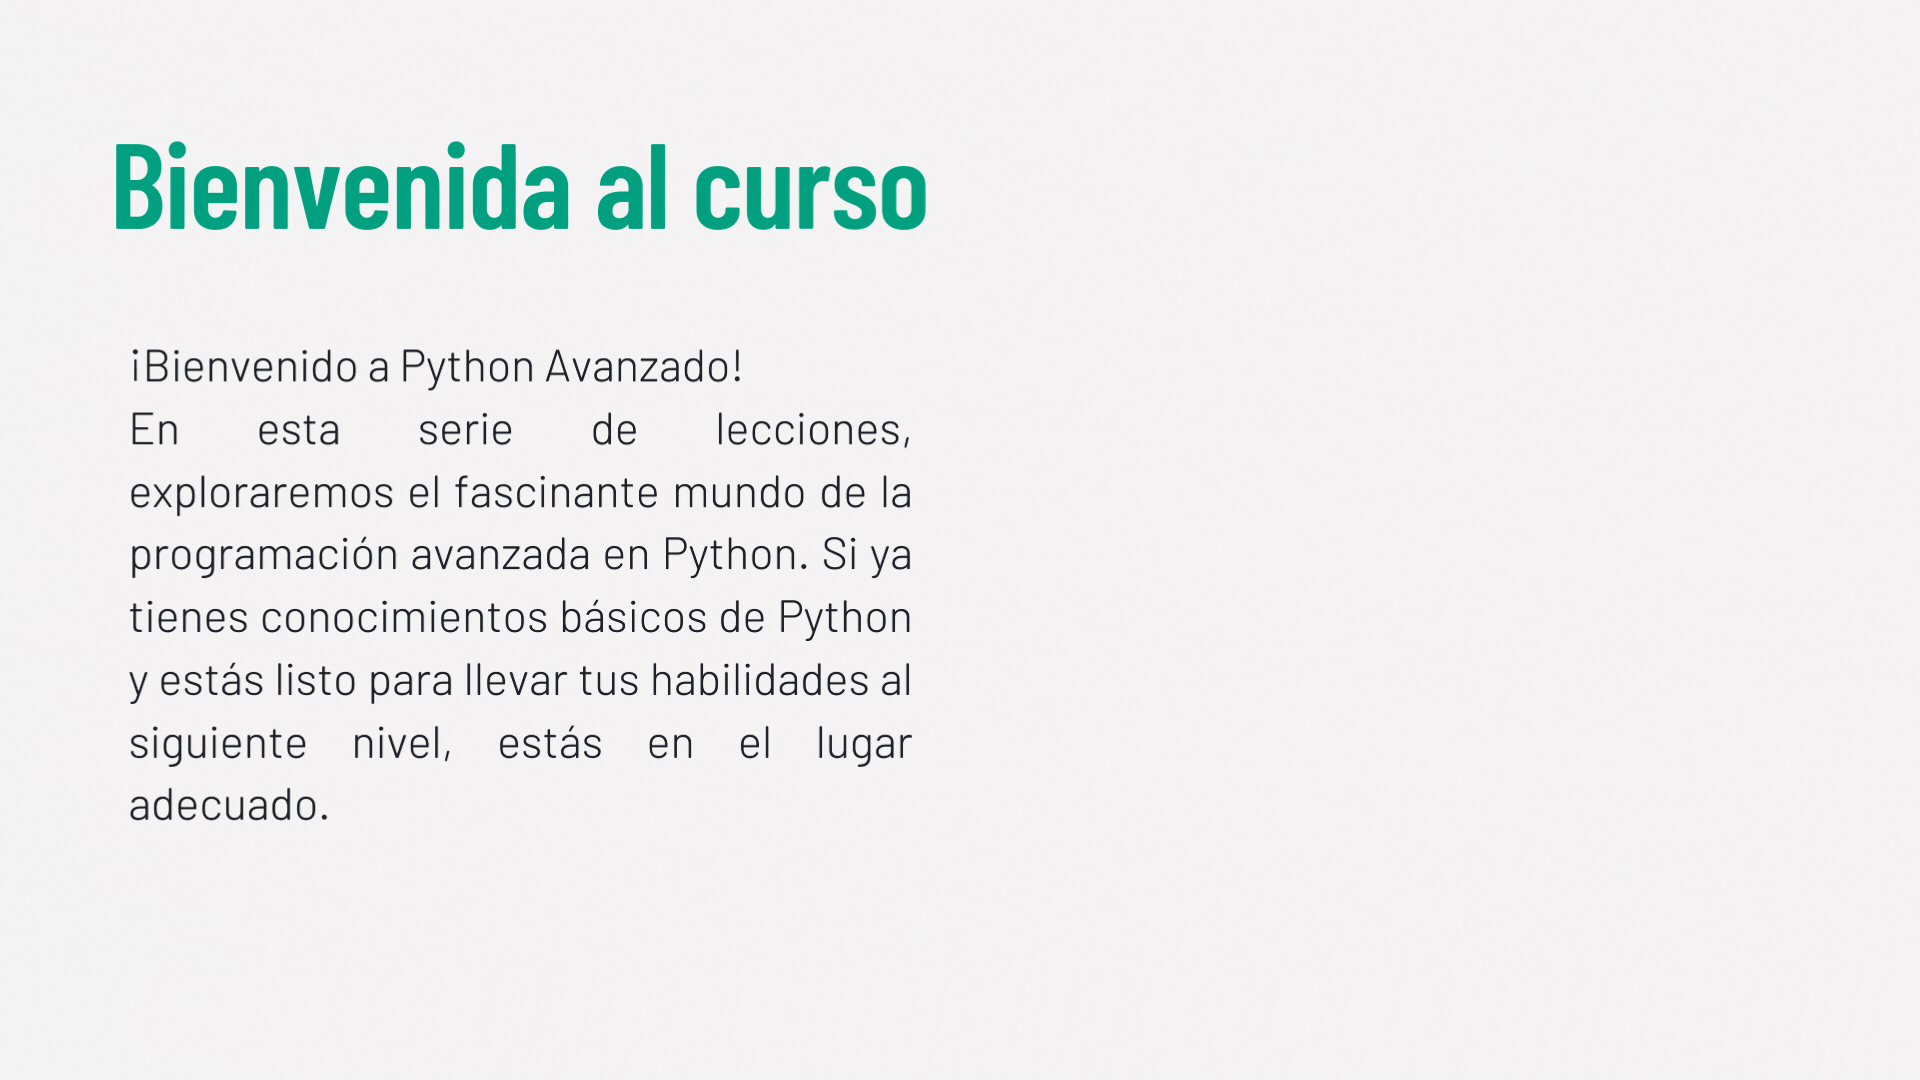 Bienvenida al curso
¡Bienvenido a Python Avanzado!
En esta serie de lecciones,
exploraremos el fascinante mundo de la
programación avanzada en Python. Si ya
tienes conocimientos básicos de Python
y estás listo para llevar tus habilidades al
siguiente nivel, estás en el lugar
adecuado.